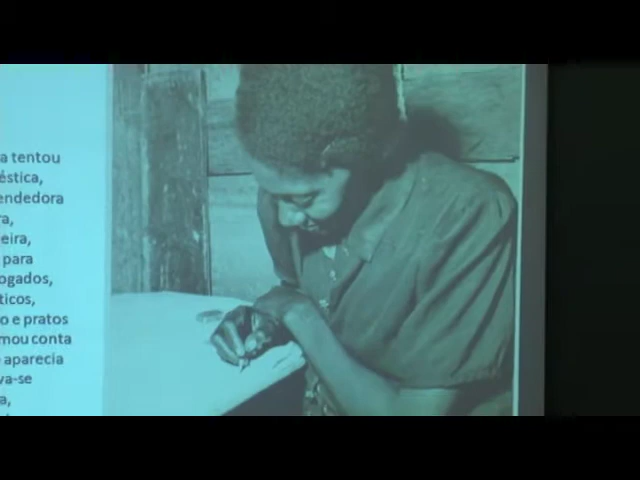 a tentou
éstica,
endedora
ra,
eira,
para
ogados,
ticos,
o e pratos
mou conta
aparecia
va-se
a,